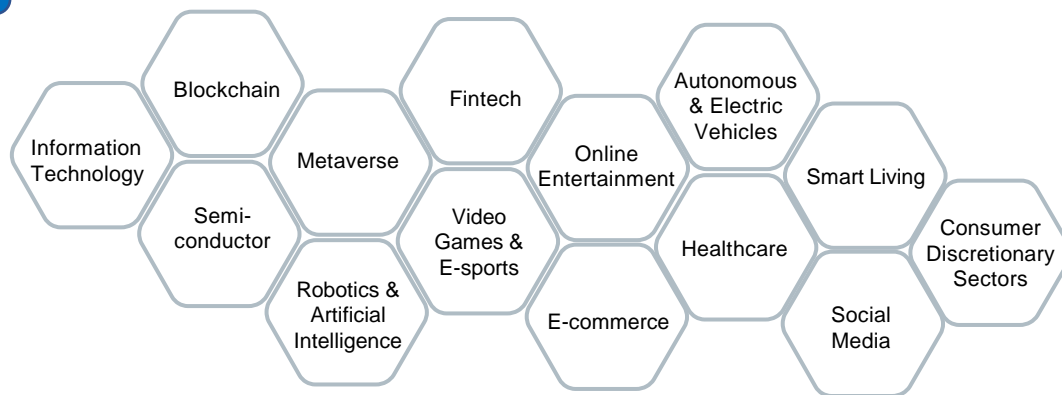 Information
Technology
Blockchain
Semi-
conductor
Metaverse
Robotics &
Artificial
Intelligence
Fintech
Video
Games &
E-sports
Online
Entertainment
E-commerce
Autonomous
& Electric
Vehicles
Healthcare
Smart Living
Social
Media
Consumer
Discretionary
Sectors